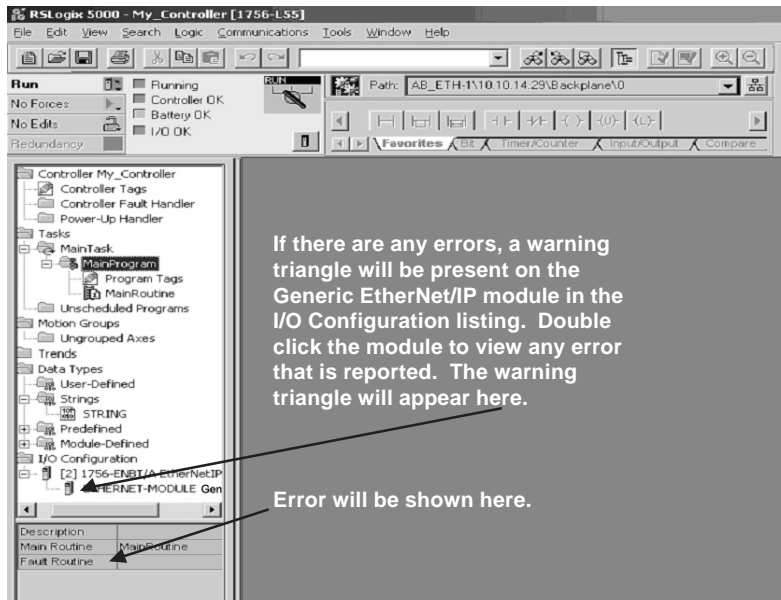 RSLogix 5000 - My_Controller [1756-L55]
File Edit View Search Logic Communications Tools Window Help
Run
Running
RUN
Path: AB_ETH-1\10.10.14.29\Backplane\0
No Forces
Controller OK
Battery OK
No Edits
I/O OK
Redundancy
Favorites Bit Timer/Counter Input/Output Compare
Controller My_Controller
Controller Tags
Controller Fault Handler
Power-Up Handler
Tasks
MainTask
MainProgram
Program Tags
MainRoutine
Unscheduled Programs
Motion Groups
Ungrouped Axes
Trends
Data Types
User-Defined
Strings
STRING
Predefined
Module-Defined
I/O Configuration
[2] 1756-ENBT/A EtherNetIP
ETHERNET-MODULE Gen
Description
Main Routine MainRoutine
Fault Routine
If there are any errors, a warning
triangle will be present on the
Generic EtherNet/IP module in the
I/O Configuration listing. Double
click the module to view any error
that is reported. The warning
triangle will appear here.
Error will be shown here.